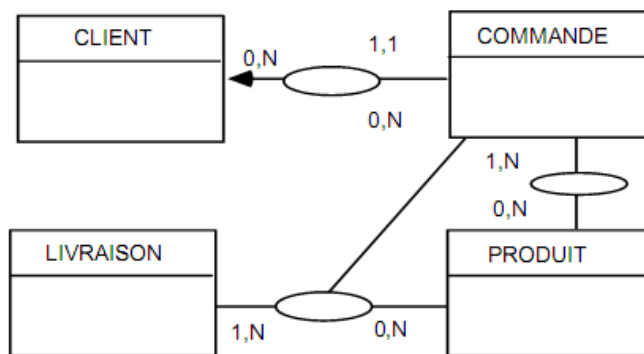 CLIENT
COMMANDE
0,N
1,1
0,N
1,N
0,N
LIVRAISON
PRODUIT
1,N
0,N